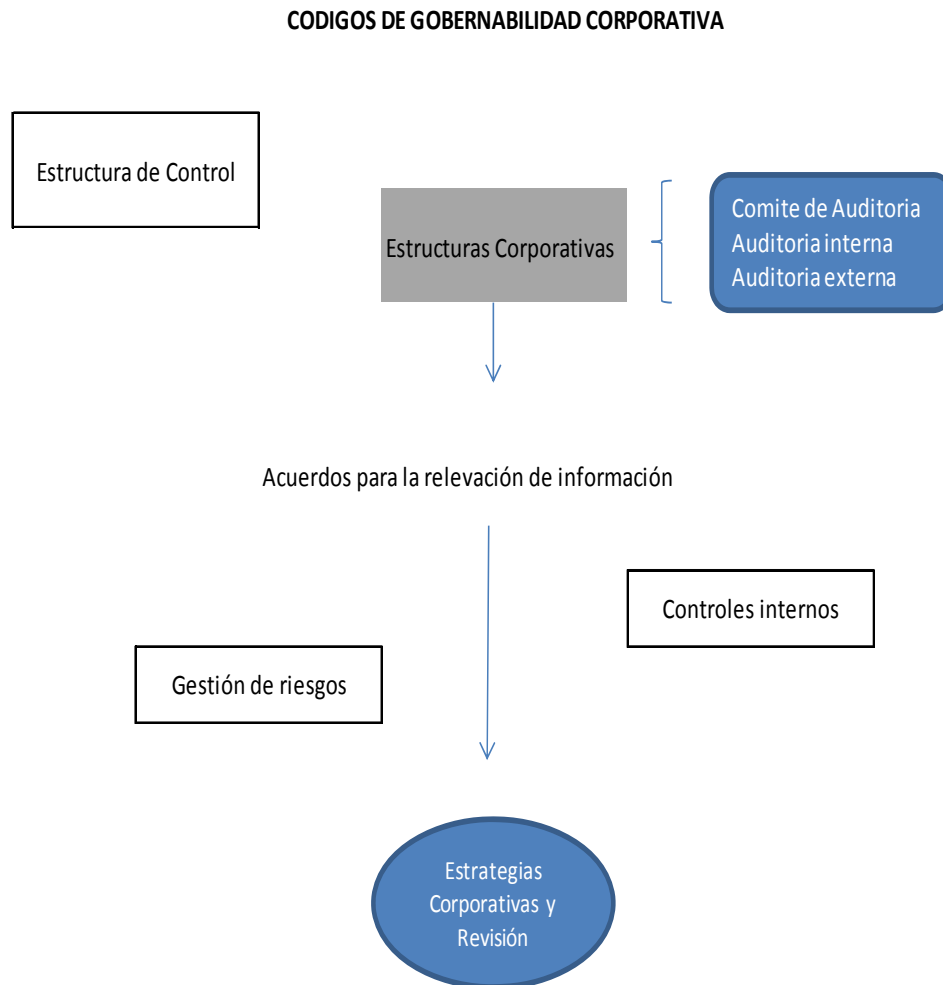 CODIGOS DE GOBERNABILIDAD CORPORATIVA
Estructura de Control
Estructuras Corporativas
Comite de Auditoria
Auditoria interna
Auditoria externa
Acuerdos para la relevación de información
Controles internos
Gestión de riesgos
Estrategias
Corporativas y
Revisión